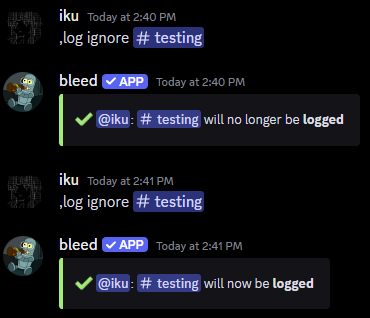 iku Today at 2:40 PM
,log ignore # testing
bleed ✓ APP Today at 2:40 PM
✓ @iku: # testing will no longer be logged
iku Today at 2:41 PM
,log ignore # testing
bleed ✓ APP Today at 2:41 PM
✓ @iku: # testing will now be logged